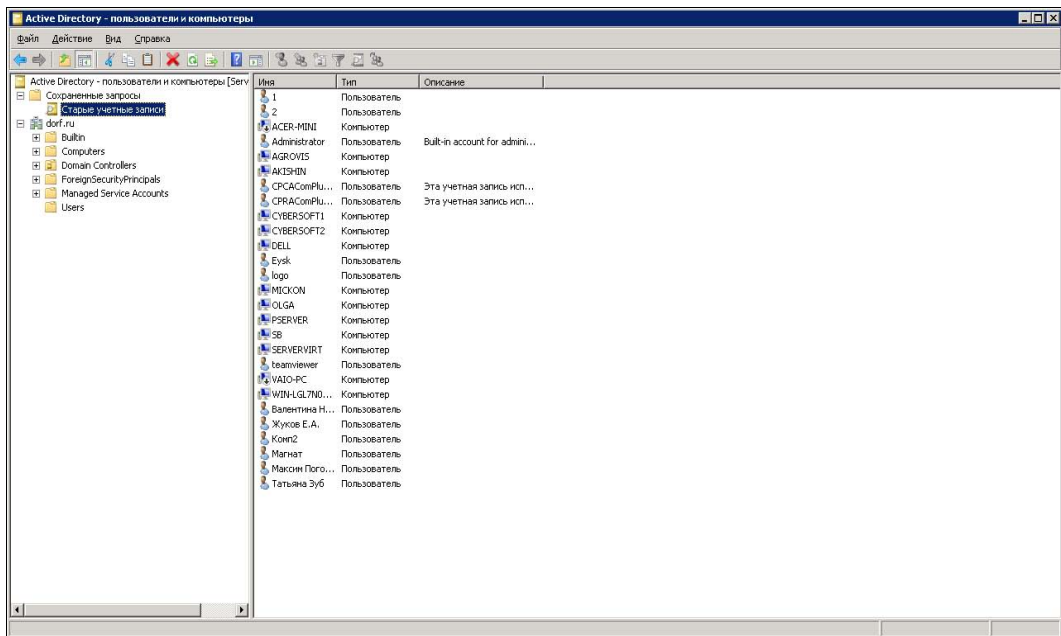 Active Directory - пользователи и компьютеры
Файл Действие Вид Справка
Active Directory - пользователи и компьютеры [Serv
Сохраненные запросы
Старые учетные записи
dorf.ru
Builtin
Computers
Domain Controllers
ForeignSecurityPrincipals
Managed Service Accounts
Users
Имя Тип Описание
1 Пользователь
2 Пользователь
ACER-MINI Компьютер
Administrator Пользователь Built-in account for admini...
AGROVIS Компьютер
AKISHIN Компьютер
CPCAComPlu... Пользователь Эта учетная запись исп...
CPRAComPlu... Пользователь Эта учетная запись исп...
CYBERSOFT1 Компьютер
CYBERSOFT2 Компьютер
DELL Компьютер
Eysk Пользователь
logo Пользователь
MICKON Компьютер
OLGA Компьютер
PSERVER Компьютер
SB Компьютер
SERVERVIRT Компьютер
teamviewer Пользователь
VAIO-PC Компьютер
WIN-LGL7N0... Компьютер
Валентина Н... Пользователь
Жуков Е.А. Пользователь
Комп2 Пользователь
Магнат Пользователь
Максим Пого... Пользователь
Татьяна Зуб Пользователь